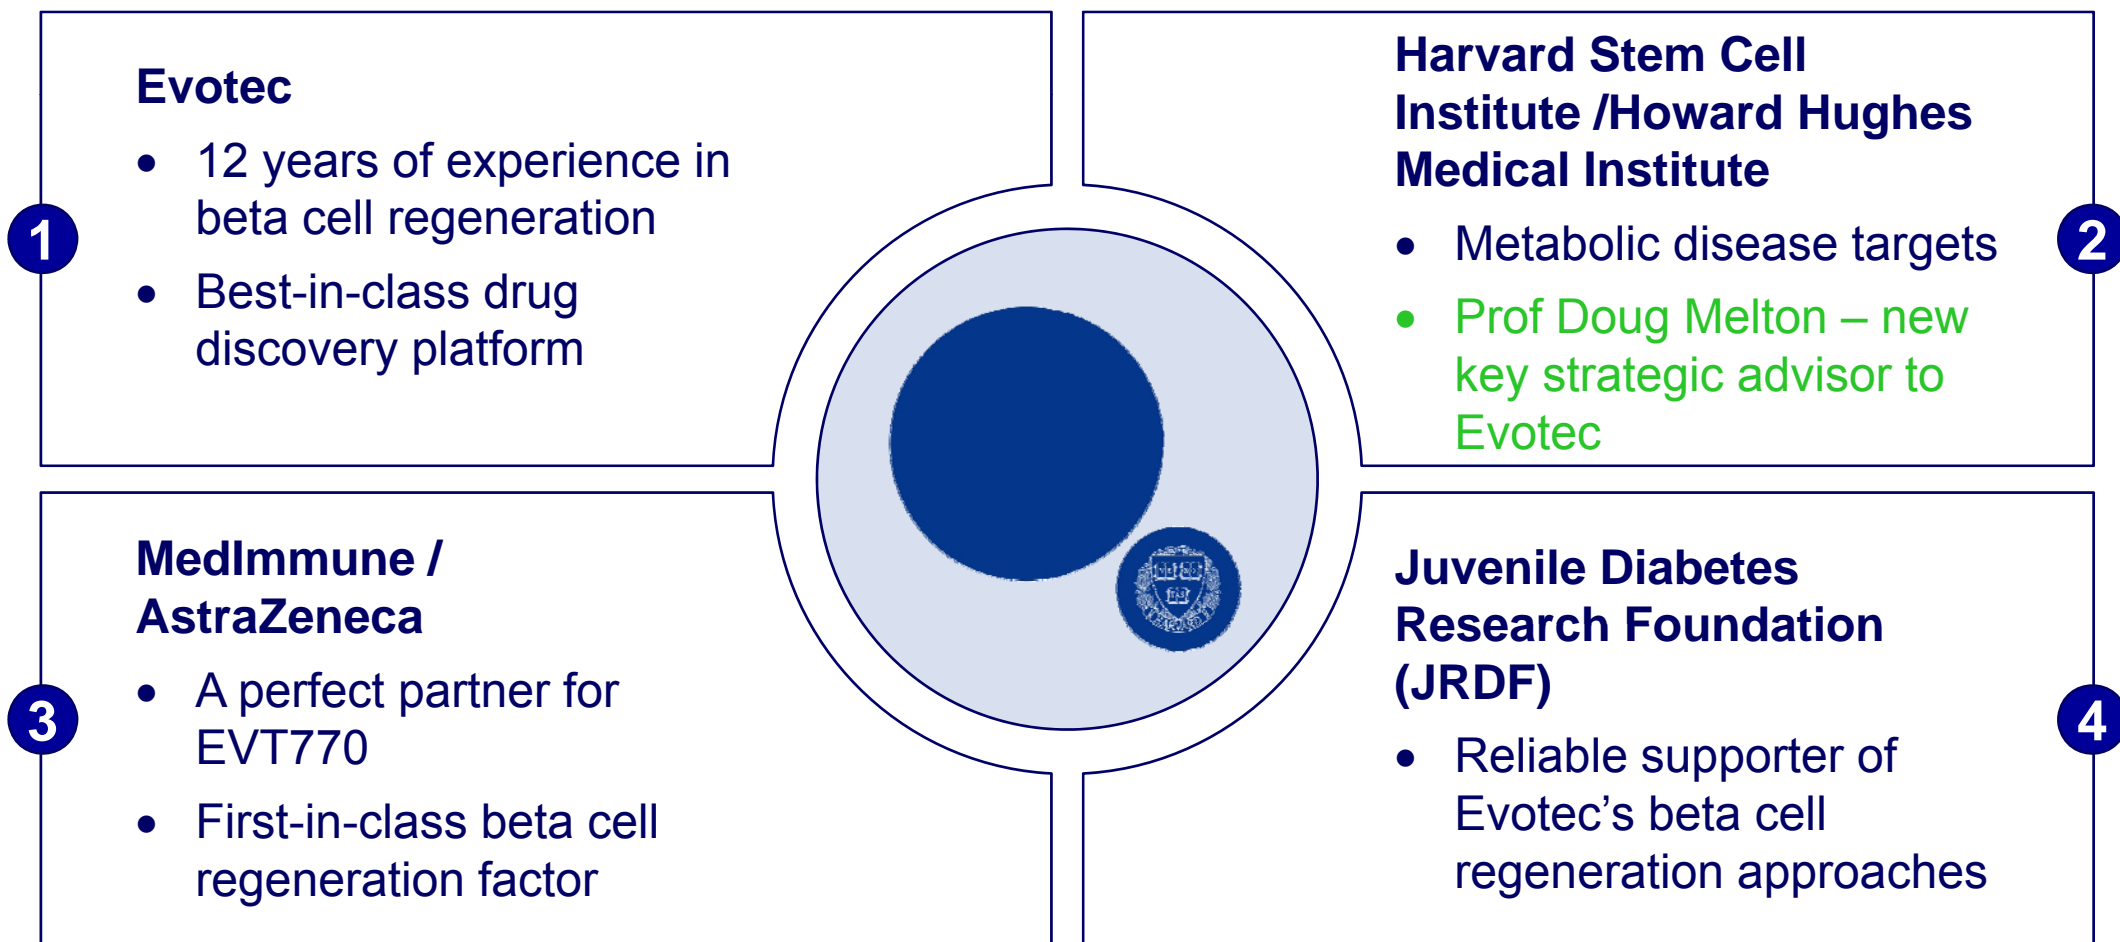 1
Evotec
• 12 years of experience in
beta cell regeneration
• Best-in-class drug
discovery platform
2
Harvard Stem Cell
Institute /Howard Hughes
Medical Institute
• Metabolic disease targets
• Prof Doug Melton – new
key strategic advisor to
Evotec
3
MedImmune /
AstraZeneca
• A perfect partner for
EVT770
• First-in-class beta cell
regeneration factor
4
Juvenile Diabetes
Research Foundation
(JRDF)
• Reliable supporter of
Evotec’s beta cell
regeneration approaches
HARVARD